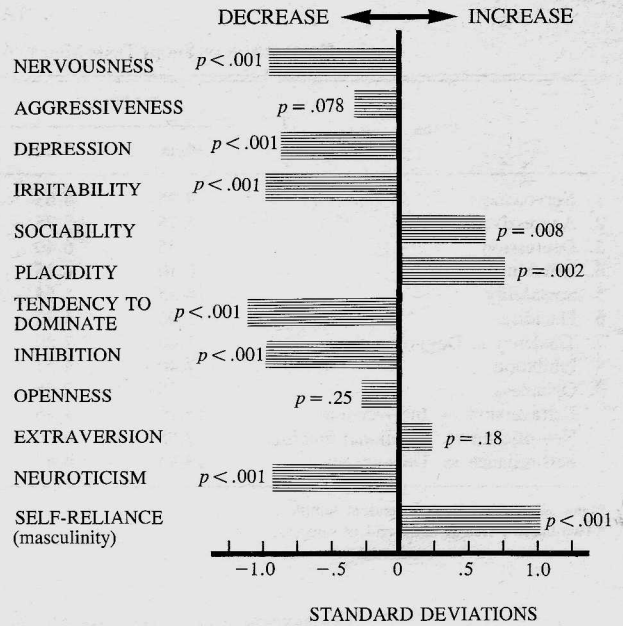 DECREASE INCREASE
NERVOUSNESS p<.001
AGGRESSIVENESS p=.078
DEPRESSION p<.001
IRRITABILITY p<.001
SOCIABILITY p=.008
PLACIDITY p=.002
TENDENCY TO
DOMINATE p<.001
INHIBITION p<.001
OPENNESS p=.25
EXTRAVERSION p=.18
NEUROTICISM p<.001
SELF-RELIANCE p<.001
(masculinity)
−1.0 −.5 0 .5 1.0
STANDARD DEVIATIONS